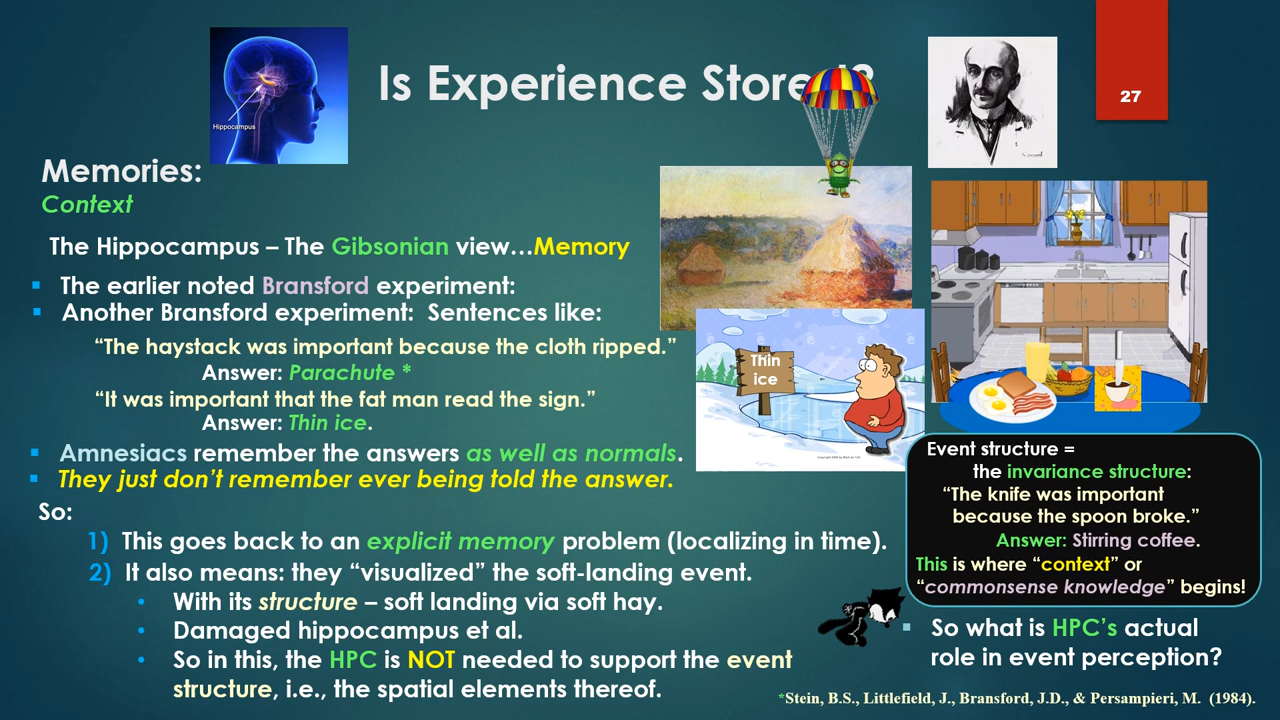 Hippocampus
Is Experience Stored?
27
Memories:
Context
The Hippocampus – The Gibsonian view…Memory
The earlier noted Bransford experiment:
Another Bransford experiment: Sentences like:
“The haystack was important because the cloth ripped.”
Answer: Parachute *
“It was important that the fat man read the sign.”
Answer: Thin ice.
Amnesiacs remember the answers as well as normals.
They just don’t remember ever being told the answer.
So:
1) This goes back to an explicit memory problem (localizing in time).
2) It also means: they “visualized” the soft-landing event.
• With its structure – soft landing via soft hay.
• Damaged hippocampus et al.
• So in this, the HPC is NOT needed to support the event
structure, i.e., the spatial elements thereof.
Thin
ice
Event structure =
the invariance structure:
“The knife was important
because the spoon broke.”
Answer: Stirring coffee.
This is where “context” or
“commonsense knowledge” begins!
So what is HPC’s actual
role in event perception?
*Stein, B.S., Littlefield, J., Bransford, J.D., & Persampieri, M. (1984).